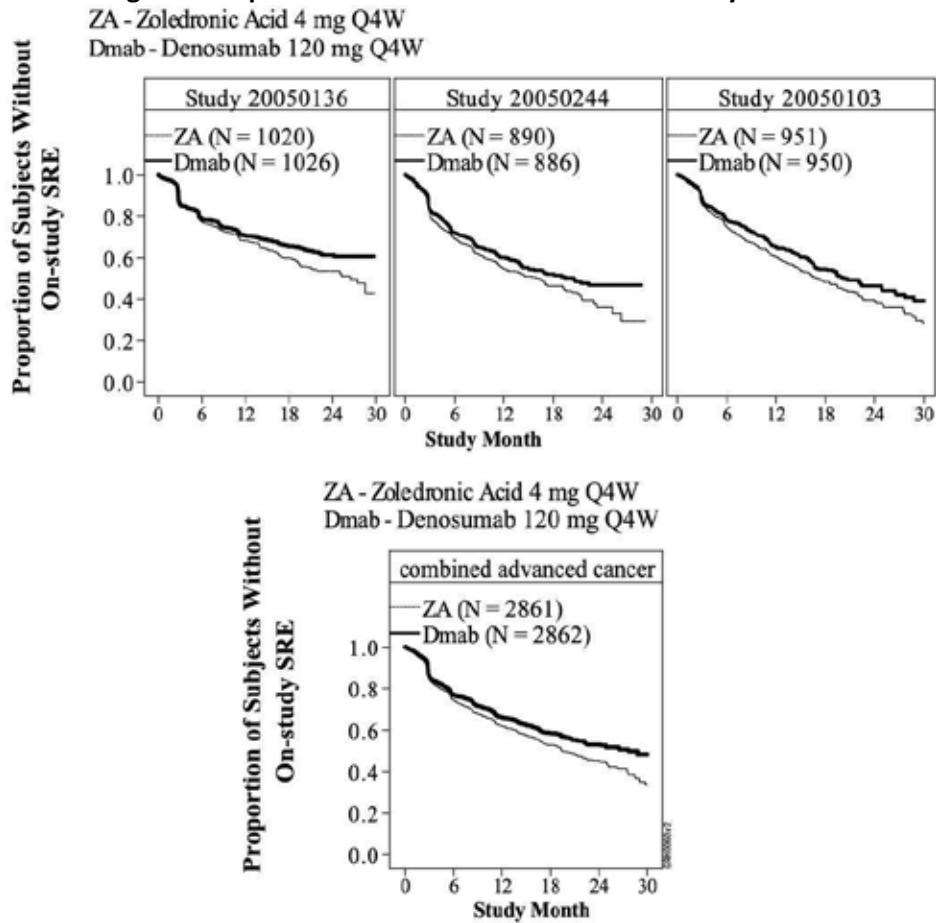 ZA - Zoledronic Acid 4 mg Q4W
Dmab - Denosumab 120 mg Q4W
Proportion of Subjects Without
On-study SRE
Study 20050136
ZA (N = 1020)
Dmab (N = 1026)
Study 20050244
ZA (N = 890)
Dmab (N = 886)
Study 20050103
ZA (N = 951)
Dmab (N = 950)
1.0
0.8
0.6
0.4
0.2
0.0
0 6 12 18 24 30
0 6 12 18 24 30
0 6 12 18 24 30
Study Month
ZA - Zoledronic Acid 4 mg Q4W
Dmab - Denosumab 120 mg Q4W
Proportion of Subjects Without
On-study SRE
combined advanced cancer
ZA (N = 2861)
Dmab (N = 2862)
1.0
0.8
0.6
0.4
0.2
0.0
0 6 12 18 24 30
Study Month